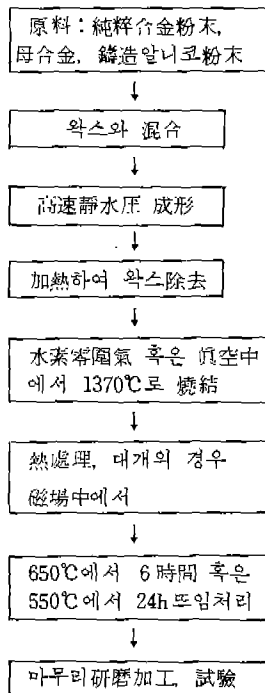 原料：純粹合金粉末,
母合金, 鑄造알니코粉末
왁스와 混合
高速靜水圧 成形
加熱하여 왁스除去
水素雰圍氣 혹은 眞空中
에서 1370℃로 燒結
熱處理, 대개의 경우
磁場中에서
650℃에서 6時間 혹은
550℃에서 24h뜨임처리
마무리研磨加工, 試驗